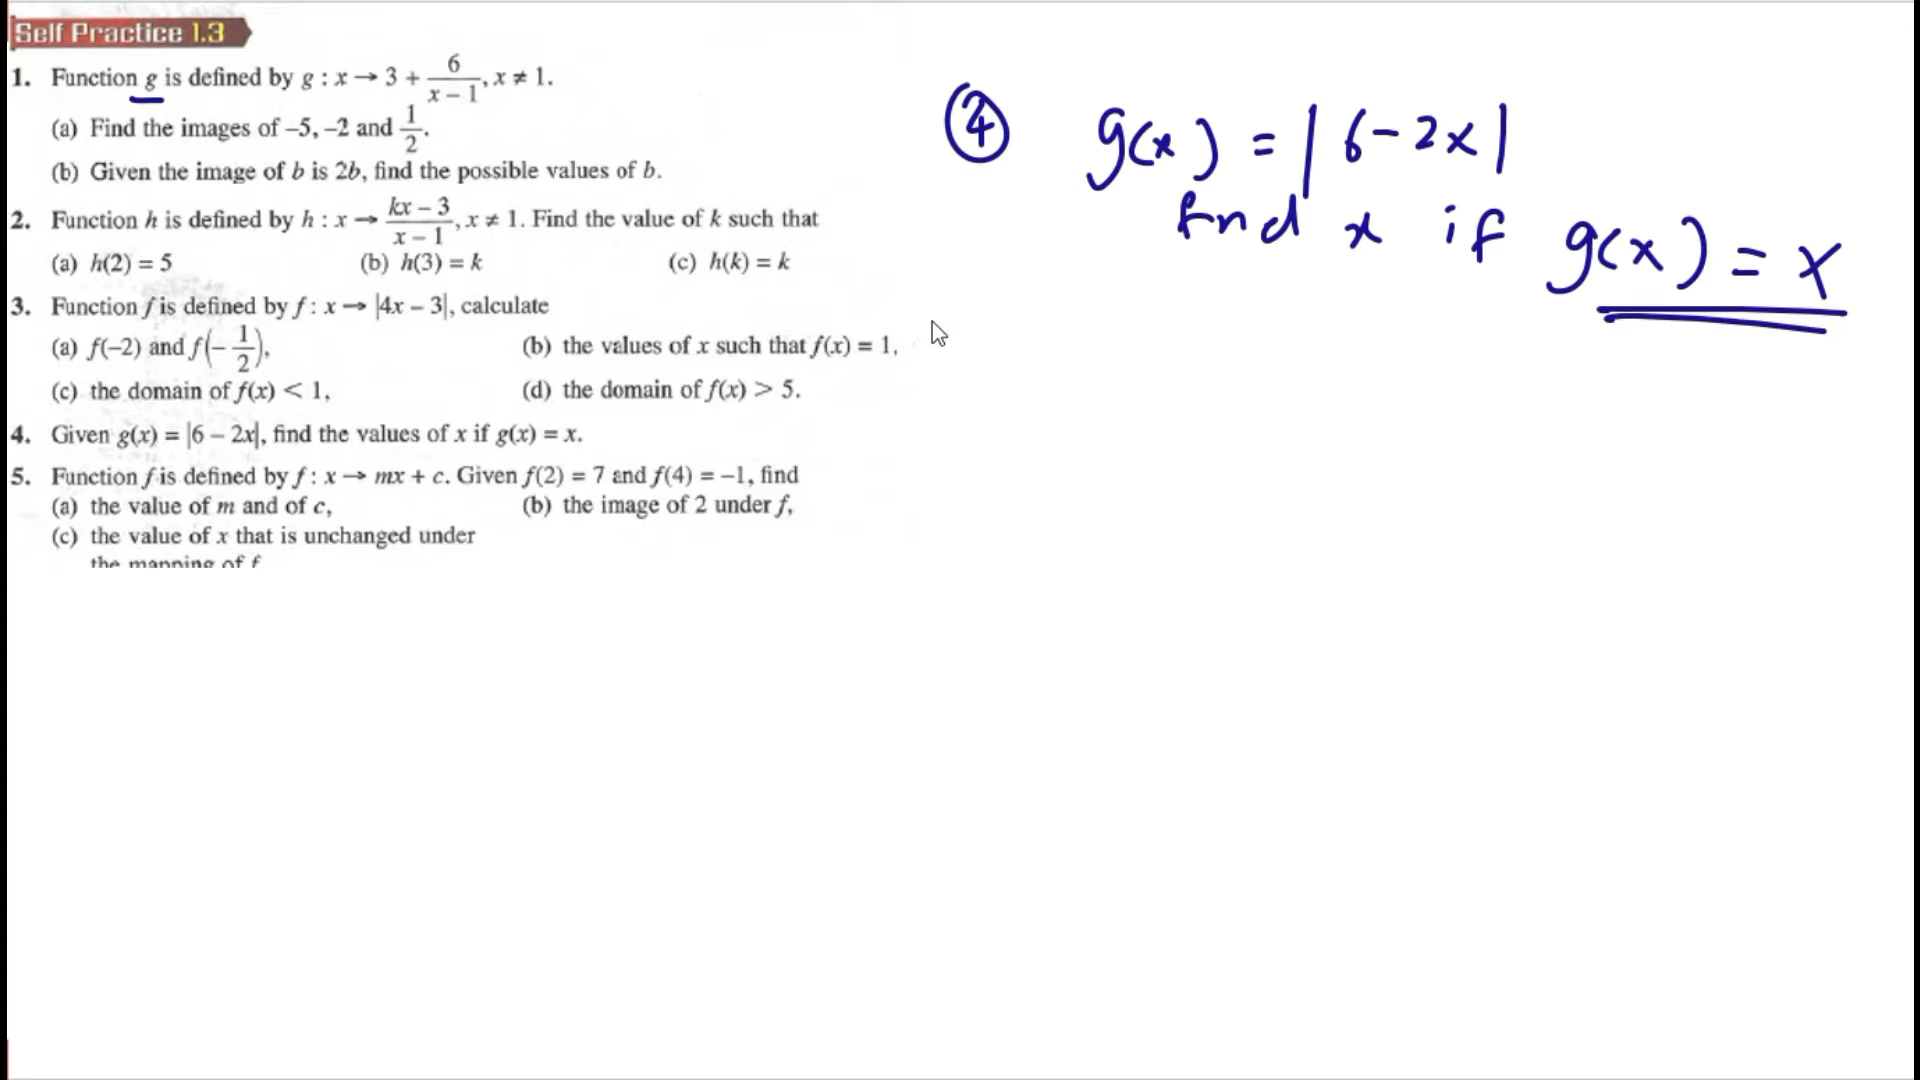 Self Practice 1.3
1. Function g is defined by g : x → 3 + 6/(x – 1), x ≠ 1.
(a) Find the images of –5, –2 and 1/2.
(b) Given the image of b is 2b, find the possible values of b.
2. Function h is defined by h : x → (kx – 3)/(x – 1), x ≠ 1. Find the value of k such that
(a) h(2) = 5 (b) h(3) = k (c) h(k) = k
3. Function f is defined by f : x → |4x – 3|, calculate
(a) f(–2) and f(–1/2), (b) the values of x such that f(x) = 1,
(c) the domain of f(x) < 1, (d) the domain of f(x) > 5.
4. Given g(x) = |6 – 2x|, find the values of x if g(x) = x.
5. Function f is defined by f : x → mx + c. Given f(2) = 7 and f(4) = –1, find
(a) the value of m and of c, (b) the image of 2 under f,
(c) the value of x that is unchanged under
the mapping of f
④ g(x) = |6-2x|
find x if g(x) = x